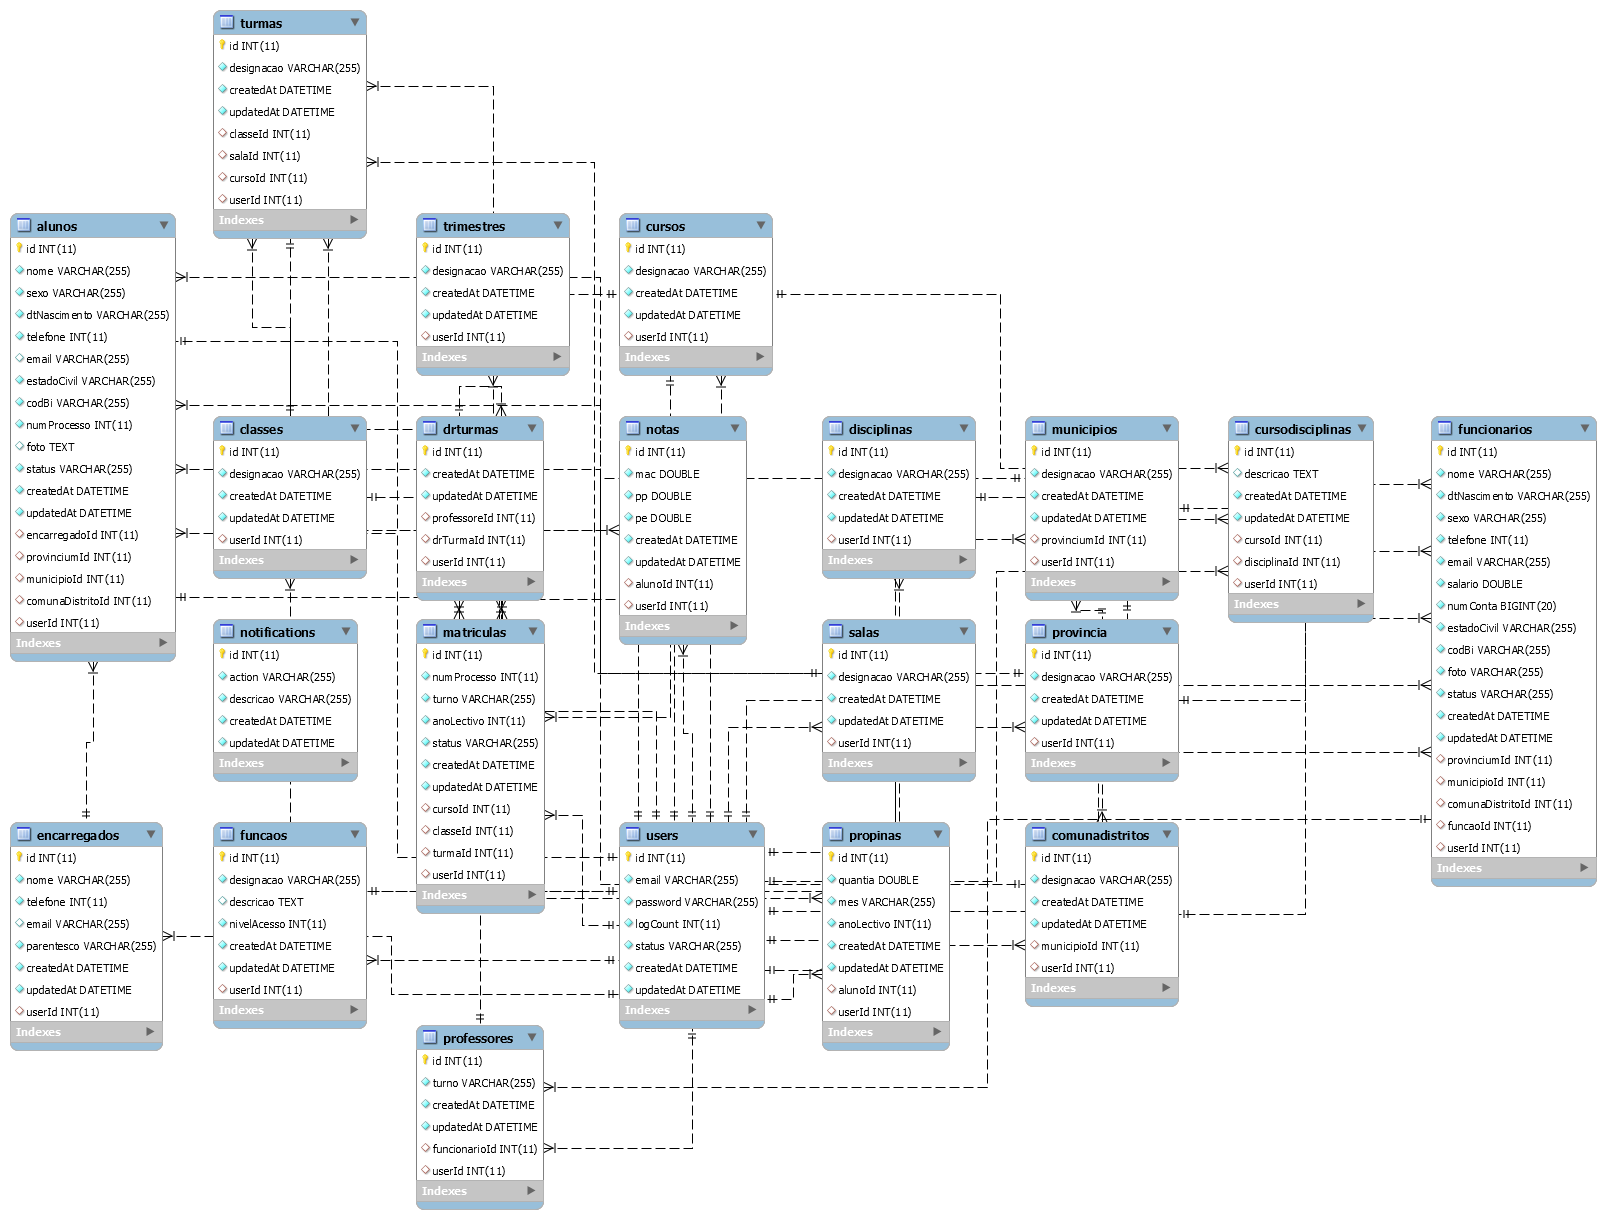 turmas
id INT(11)
designacao VARCHAR(255)
createdAt DATETIME
updatedAt DATETIME
classeId INT(11)
salaId INT(11)
cursoId INT(11)
userId INT(11)
Indexes
alunos
id INT(11)
nome VARCHAR(255)
sexo VARCHAR(255)
dtNascimento VARCHAR(255)
telefone INT(11)
email VARCHAR(255)
estadoCivil VARCHAR(255)
codBi VARCHAR(255)
numProcesso INT(11)
foto TEXT
status VARCHAR(255)
createdAt DATETIME
updatedAt DATETIME
encarregadoId INT(11)
provinciumId INT(11)
municipioId INT(11)
comunaDistritoId INT(11)
userId INT(11)
Indexes
trimestres
id INT(11)
designacao VARCHAR(255)
createdAt DATETIME
updatedAt DATETIME
userId INT(11)
Indexes
cursos
id INT(11)
designacao VARCHAR(255)
createdAt DATETIME
updatedAt DATETIME
userId INT(11)
Indexes
classes
id INT(11)
designacao VARCHAR(255)
createdAt DATETIME
updatedAt DATETIME
userId INT(11)
Indexes
drturmas
id INT(11)
createdAt DATETIME
updatedAt DATETIME
professoreId INT(11)
drTurmaId INT(11)
userId INT(11)
Indexes
notas
id INT(11)
mac DOUBLE
pp DOUBLE
pe DOUBLE
createdAt DATETIME
updatedAt DATETIME
alunoId INT(11)
userId INT(11)
Indexes
disciplinas
id INT(11)
designacao VARCHAR(255)
createdAt DATETIME
updatedAt DATETIME
userId INT(11)
Indexes
municipios
id INT(11)
designacao VARCHAR(255)
createdAt DATETIME
updatedAt DATETIME
provinciumId INT(11)
userId INT(11)
Indexes
cursodisciplinas
id INT(11)
descricao TEXT
createdAt DATETIME
updatedAt DATETIME
cursoId INT(11)
disciplinaId INT(11)
userId INT(11)
Indexes
funcionarios
id INT(11)
nome VARCHAR(255)
dtNascimento VARCHAR(255)
sexo VARCHAR(255)
telefone INT(11)
email VARCHAR(255)
salario DOUBLE
numConta BIGINT(20)
estadoCivil VARCHAR(255)
codBi VARCHAR(255)
foto VARCHAR(255)
status VARCHAR(255)
createdAt DATETIME
updatedAt DATETIME
provinciumId INT(11)
municipioId INT(11)
comunaDistritoId INT(11)
funcaoId INT(11)
userId INT(11)
Indexes
notifications
id INT(11)
action VARCHAR(255)
descricao VARCHAR(255)
createdAt DATETIME
updatedAt DATETIME
Indexes
matriculas
id INT(11)
numProcesso INT(11)
turno VARCHAR(255)
anoLectivo INT(11)
status VARCHAR(255)
createdAt DATETIME
updatedAt DATETIME
cursoId INT(11)
classeId INT(11)
turmaId INT(11)
userId INT(11)
Indexes
salas
id INT(11)
designacao VARCHAR(255)
createdAt DATETIME
updatedAt DATETIME
userId INT(11)
Indexes
provincia
id INT(11)
designacao VARCHAR(255)
createdAt DATETIME
updatedAt DATETIME
userId INT(11)
Indexes
encarregados
id INT(11)
nome VARCHAR(255)
telefone INT(11)
email VARCHAR(255)
parentesco VARCHAR(255)
createdAt DATETIME
updatedAt DATETIME
userId INT(11)
Indexes
funcaos
id INT(11)
designacao VARCHAR(255)
descricao TEXT
nivelAcesso INT(11)
createdAt DATETIME
updatedAt DATETIME
userId INT(11)
Indexes
users
id INT(11)
email VARCHAR(255)
password VARCHAR(255)
logCount INT(11)
status VARCHAR(255)
createdAt DATETIME
updatedAt DATETIME
Indexes
propinas
id INT(11)
quantia DOUBLE
mes VARCHAR(255)
anoLectivo INT(11)
createdAt DATETIME
updatedAt DATETIME
alunoId INT(11)
userId INT(11)
Indexes
comunadistritos
id INT(11)
designacao VARCHAR(255)
createdAt DATETIME
updatedAt DATETIME
municipioId INT(11)
userId INT(11)
Indexes
professores
id INT(11)
turno VARCHAR(255)
createdAt DATETIME
updatedAt DATETIME
funcionarioId INT(11)
userId INT(11)
Indexes